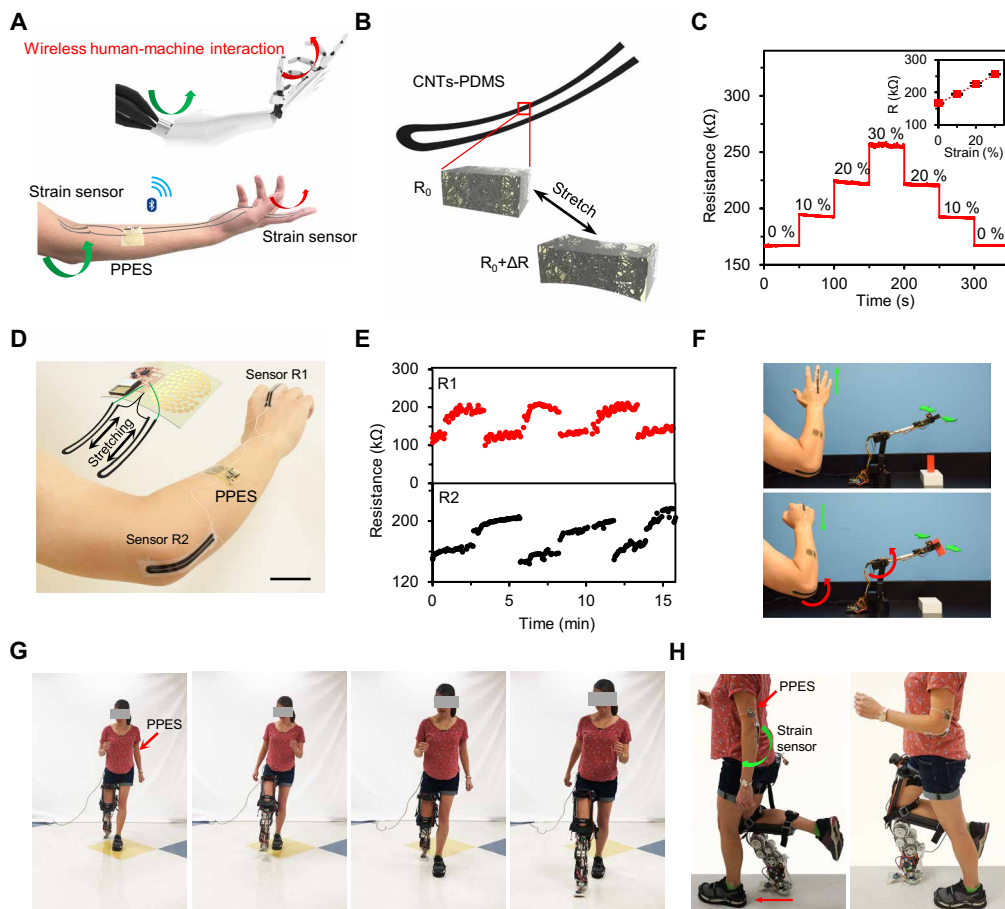 A
Wireless human-machine interaction
Strain sensor
PPES
Strain sensor
B
CNTs-PDMS
R₀
Stretch
R₀+ΔR
C
Resistance (kΩ)
350
300
250
200
150
0 %
10 %
20 %
30 %
20 %
10 %
0 %
0 100 200 300
Time (s)
R (kΩ)
300
200
100
0 20
Strain (%)
D
Sensor R1
Stretching
PPES
Sensor R2
E
Resistance (kΩ)
R1
300
200
100
0
R2
200
120
0 5 10 15
Time (min)
F
G
PPES
H
PPES
Strain
sensor